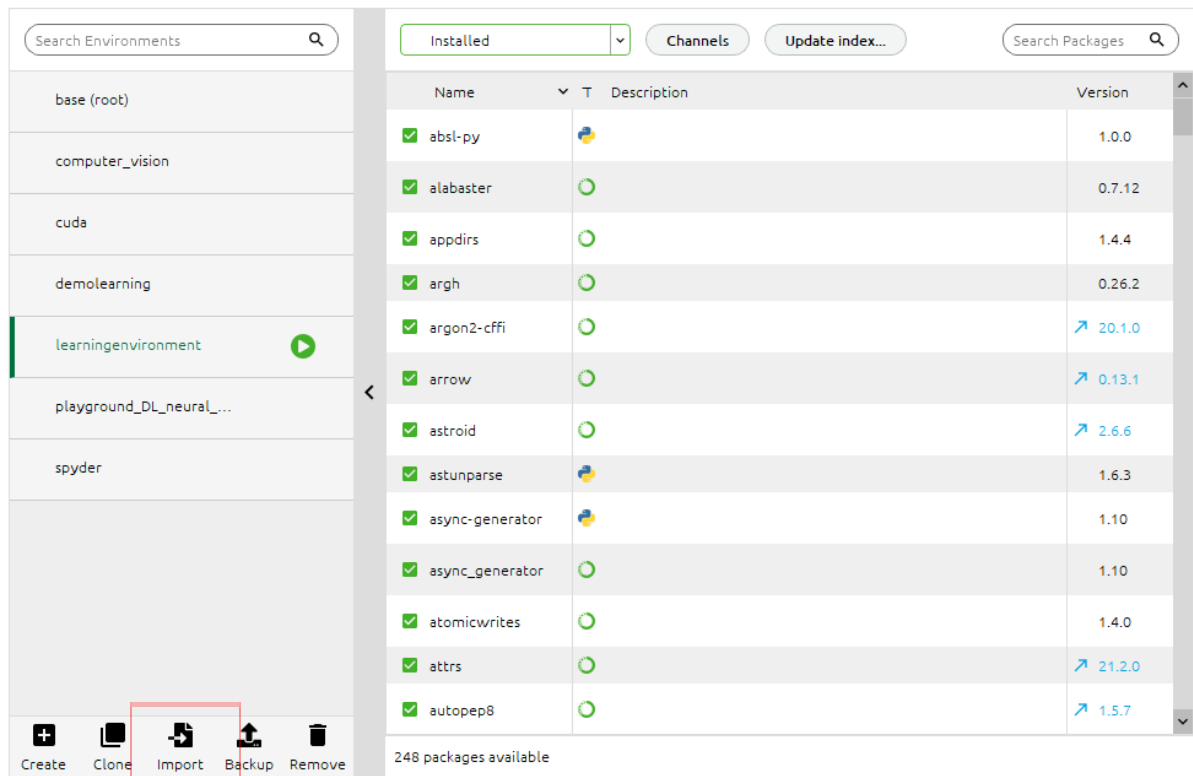 Search Environments
base (root)
computer_vision
cuda
demolearning
learningenvironment
playground_DL_neural_...
spyder
Create Clone Import Backup Remove
Installed Channels Update index... Search Packages
Name T Description Version
absl-py 1.0.0
alabaster 0.7.12
appdirs 1.4.4
argh 0.26.2
argon2-cffi 20.1.0
arrow 0.13.1
astroid 2.6.6
astunparse 1.6.3
async-generator 1.10
async_generator 1.10
atomicwrites 1.4.0
attrs 21.2.0
autopep8 1.5.7
248 packages available